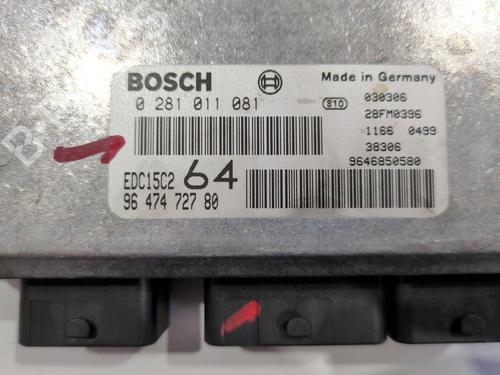 BOSCH
Made in Germany
0 281 011 081
810
030306
28FM0396
1166 0499
38306
9646850580
EDC15C2 64
96 474 727 80